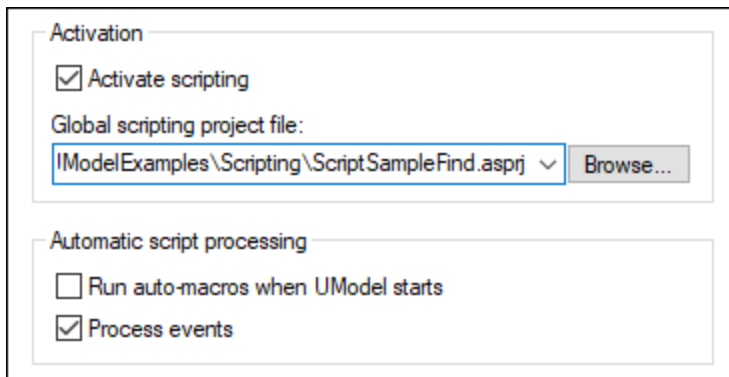 Activation
Activate scripting
Global scripting project file:
ModelExamples\Scripting\ScriptSampleFind.asprj
Browse...
Automatic script processing
Run auto-macros when UModel starts
Process events